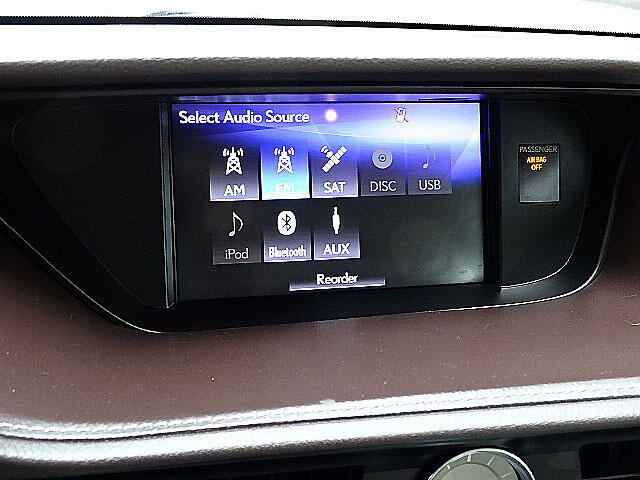 Select Audio Source
AM FM SAT DISC USB
iPod Bluetooth AUX
Reorder
PASSENGER
AIR BAG
OFF